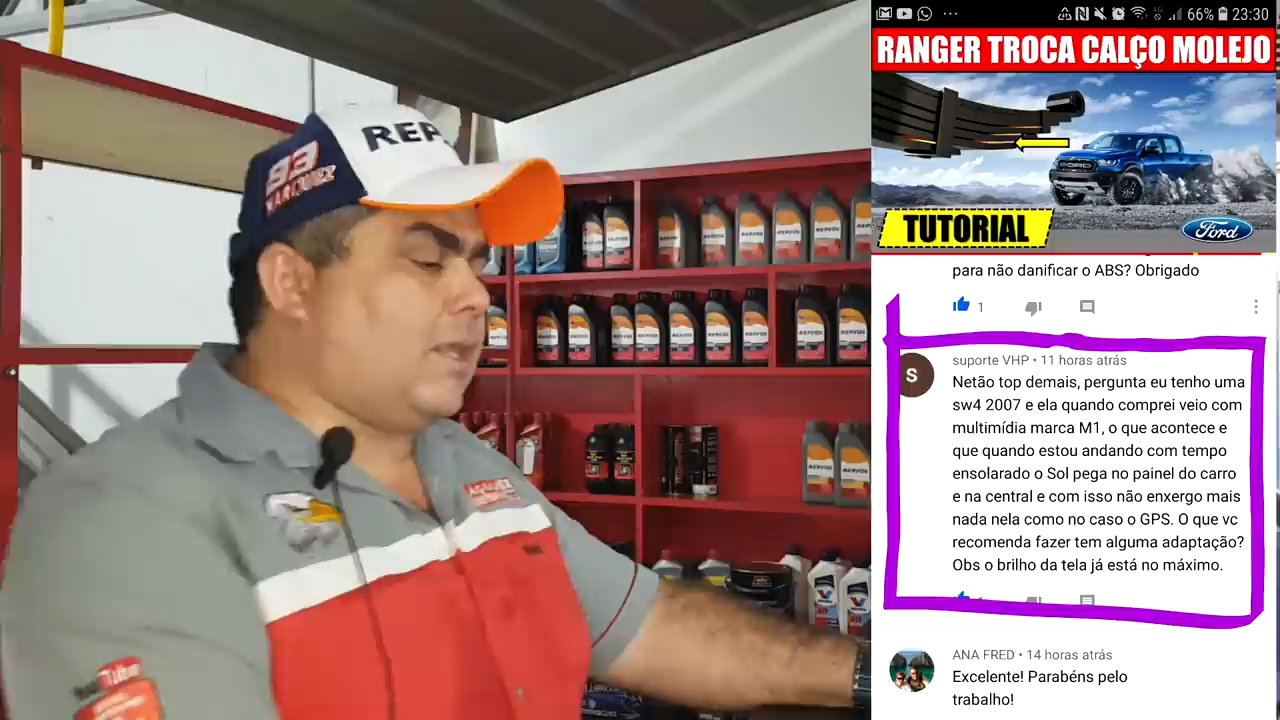 66% 23:30
RANGER TROCA CALÇO MOLEJO
TUTORIAL
Ford
para não danificar o ABS? Obrigado
1
S
suporte VHP • 11 horas atrás
Netão top demais, pergunta eu tenho uma
sw4 2007 e ela quando comprei veio com
multimídia marca M1, o que acontece e
que quando estou andando com tempo
ensolarado o Sol pega no painel do carro
e na central e com isso não enxergo mais
nada nela como no caso o GPS. O que vc
recomenda fazer tem alguma adaptação?
Obs o brilho da tela já está no máximo.
ANA FRED • 14 horas atrás
Excelente! Parabéns pelo
trabalho!
REP
93
MARQUEZ
REPSOL
Tube